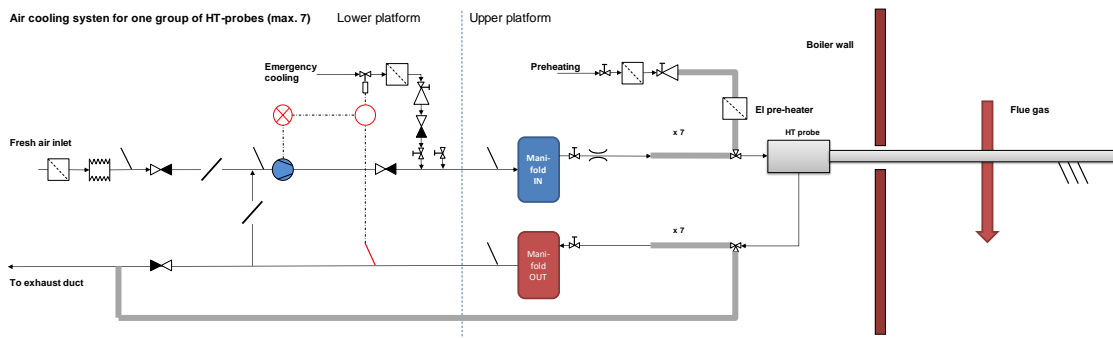 Air cooling system for one group of HT-probes (max. 7)
Lower platform
Upper platform
Boiler wall
Emergency
cooling
Preheating
El pre-heater
Flue gas
Fresh air inlet
x 7
HT probe
Mani-
fold
IN
x 7
Mani-
fold
OUT
To exhaust duct